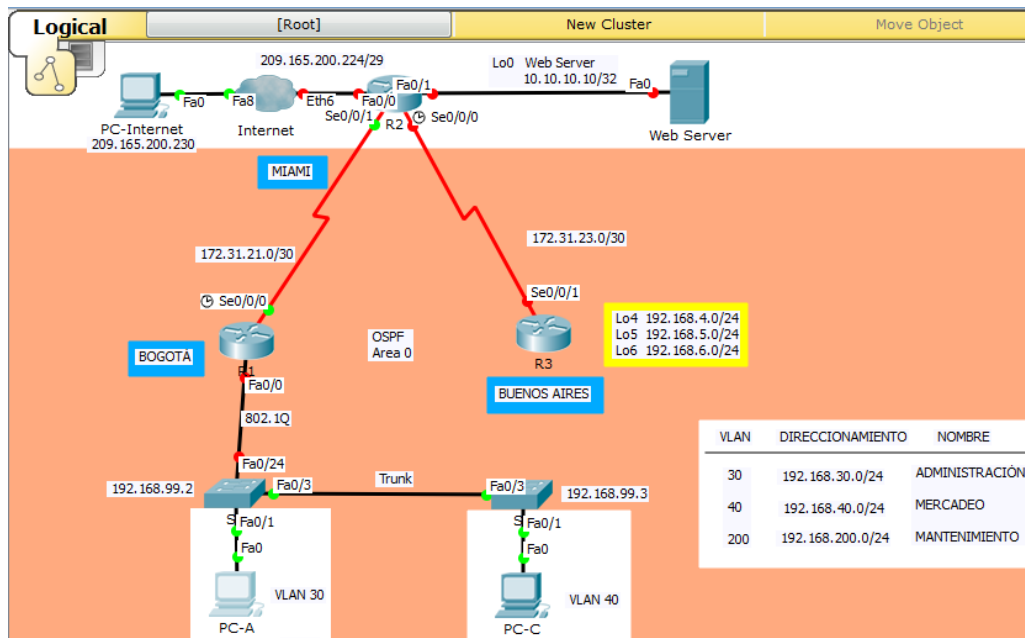 Logical
[Root]
New Cluster
Move Object
209.165.200.224/29
Lo0 Web Server
10.10.10.10/32
Fa0
Fa8
Eth6
Fa0/0
Fa0/1
Fa0
Se0/0/1
R2
Se0/0/0
PC-Internet
209.165.200.230
Internet
Web Server
MIAMI
172.31.21.0/30
172.31.23.0/30
Se0/0/0
Se0/0/1
BOGOTÁ
R1
OSPF
Area 0
R3
Lo4 192.168.4.0/24
Lo5 192.168.5.0/24
Lo6 192.168.6.0/24
Fa0/0
BUENOS AIRES
802.1Q
Fa0/24
192.168.99.2
Fa0/3
Trunk
Fa0/3
192.168.99.3
VLAN DIRECCIONAMIENTO NOMBRE
30 192.168.30.0/24 ADMINISTRACIÓN
40 192.168.40.0/24 MERCADEO
200 192.168.200.0/24 MANTENIMIENTO
S
Fa0/1
S
Fa0/1
Fa0
Fa0
VLAN 30
VLAN 40
PC-A
PC-C